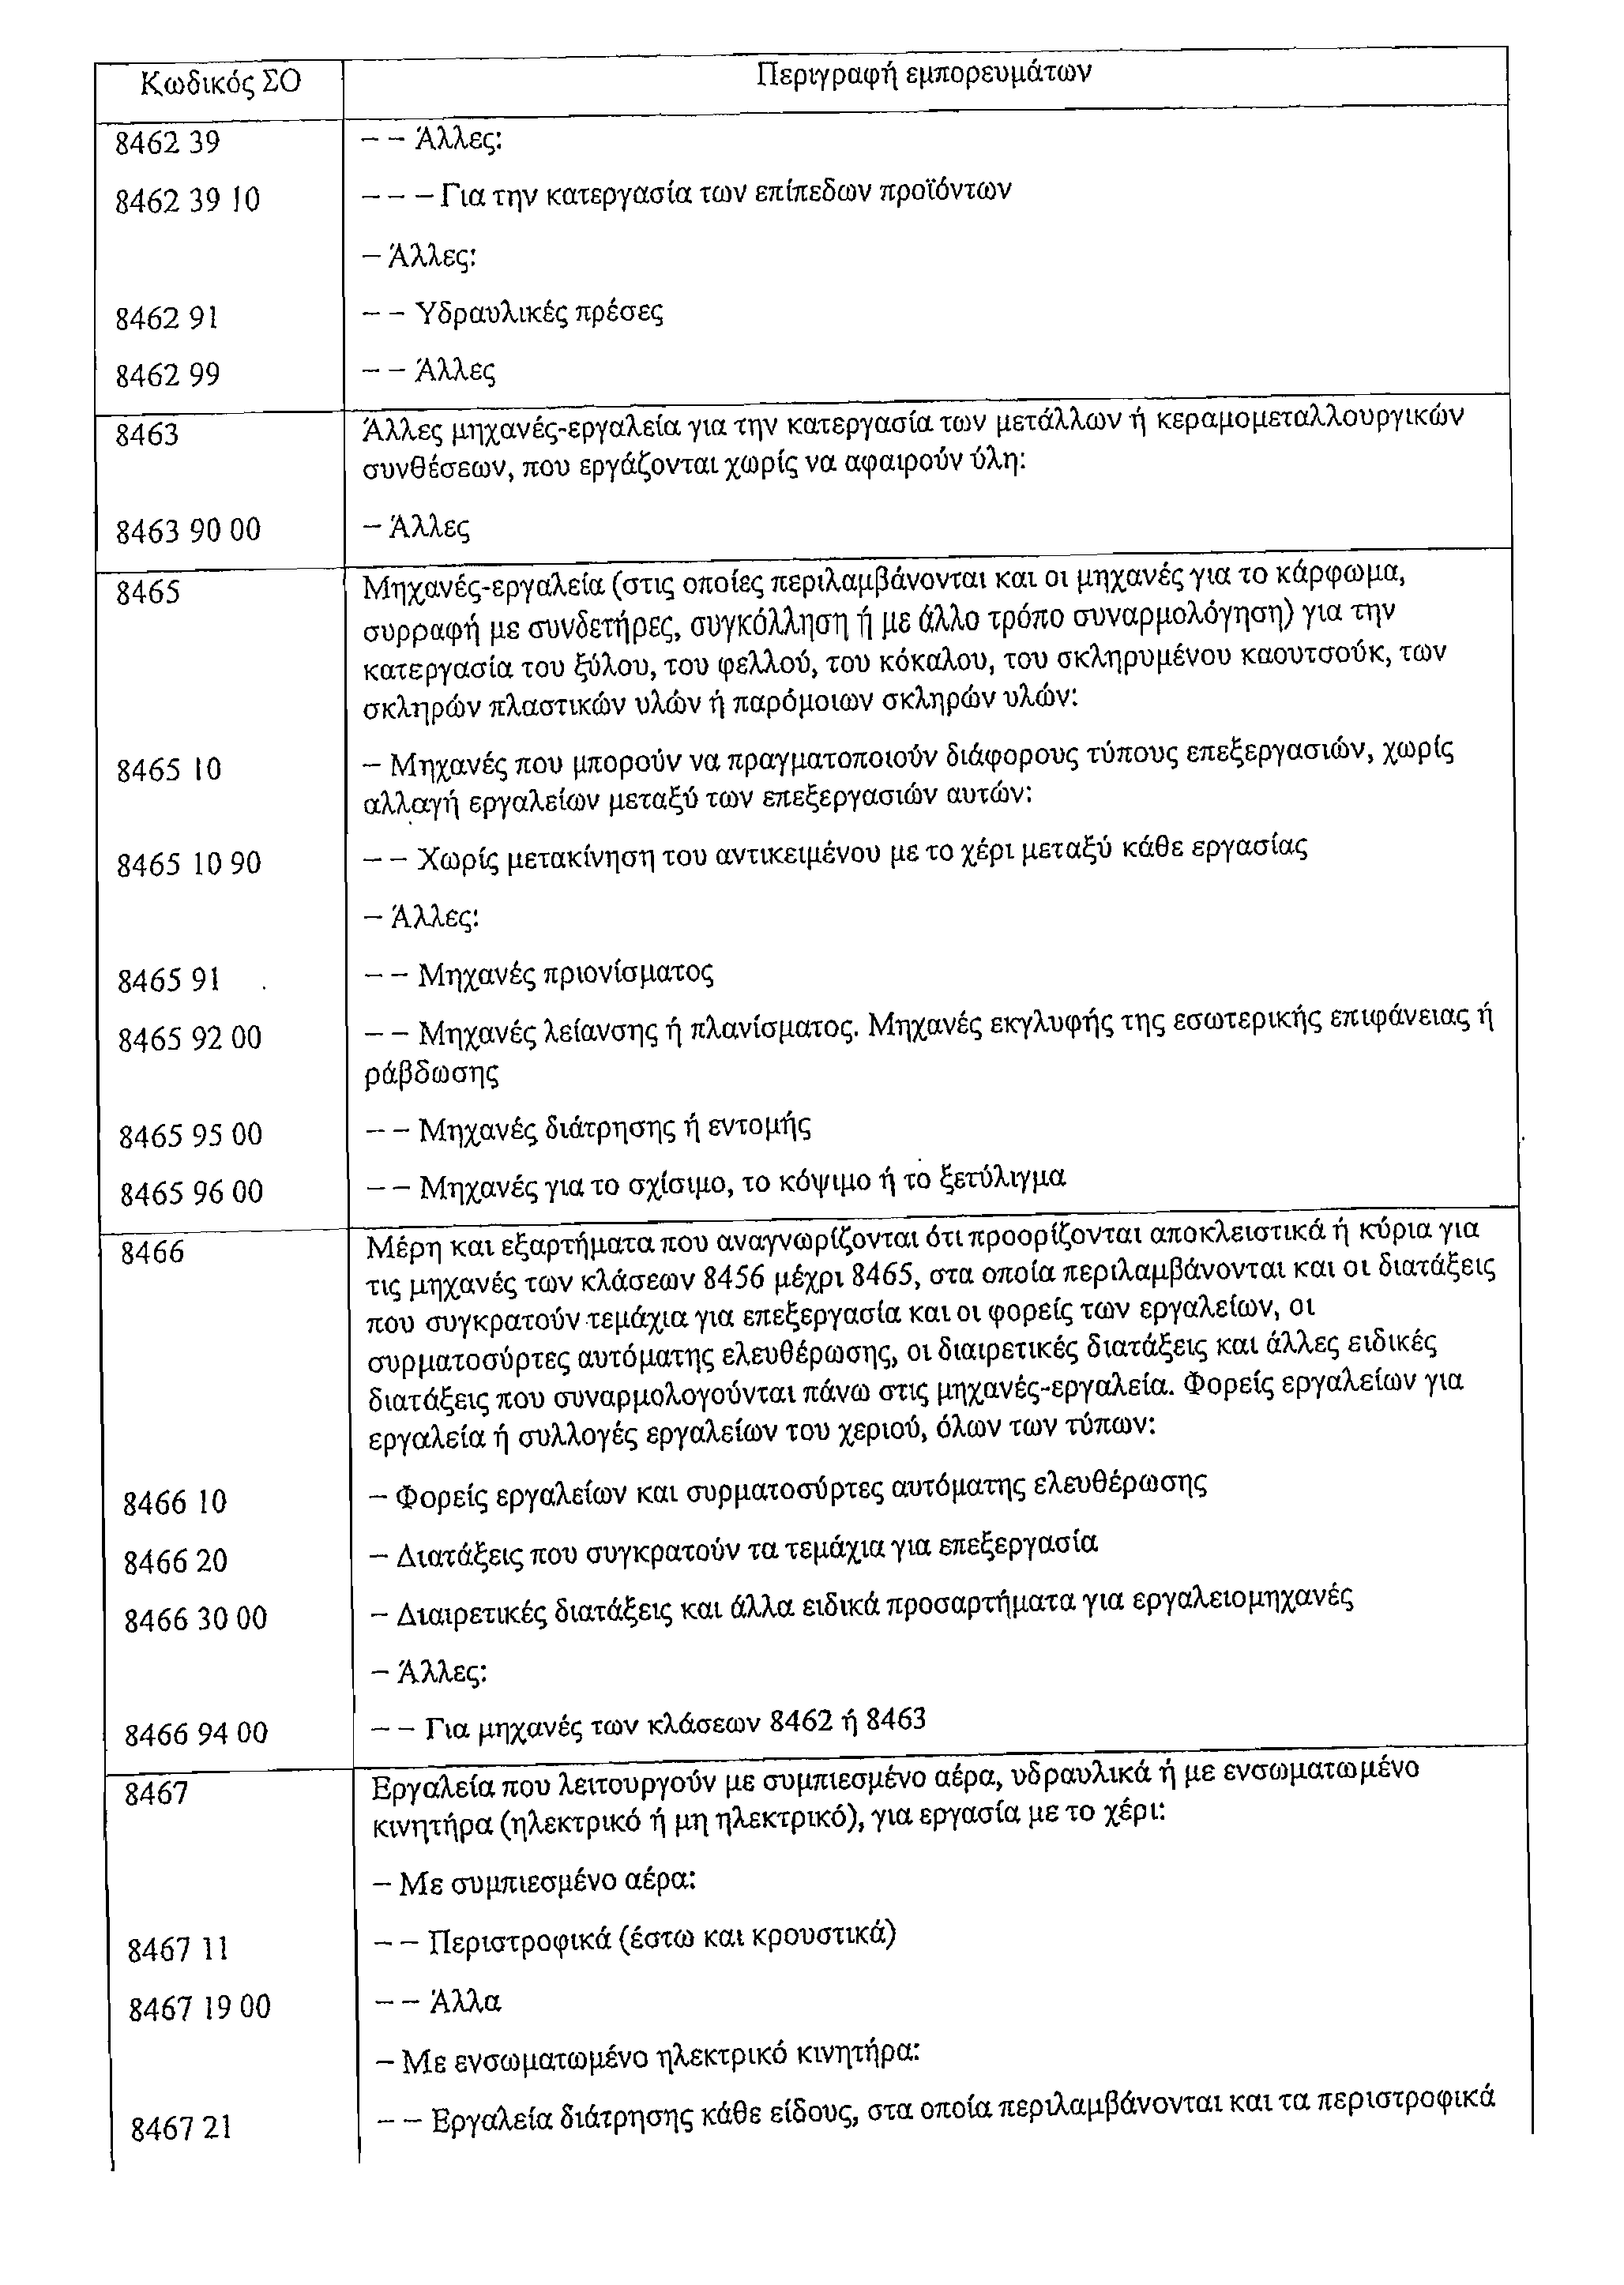 Κωδικός ΣΟ Περιγραφή εμπορευμάτων
8462 39 – – Άλλες:
8462 39 10 – – – Για την κατεργασία των επίπεδων προϊόντων
– Άλλες:
8462 91 – – Υδραυλικές πρέσες
8462 99 – – Άλλες
8463 Άλλες μηχανές-εργαλεία για την κατεργασία των μετάλλων ή κεραμομεταλλουργικών
συνθέσεων, που εργάζονται χωρίς να αφαιρούν ύλη:
8463 90 00 – Άλλες
8465 Μηχανές-εργαλεία (στις οποίες περιλαμβάνονται και οι μηχανές για το κάρφωμα,
συρραφή με συνδετήρες, συγκόλληση ή με άλλο τρόπο συναρμολόγηση) για την
κατεργασία του ξύλου, του φελλού, του κόκαλου, του σκληρυμένου καουτσούκ, των
σκληρών πλαστικών υλών ή παρόμοιων σκληρών υλών:
8465 10 – Μηχανές που μπορούν να πραγματοποιούν διάφορους τύπους επεξεργασιών, χωρίς
αλλαγή εργαλείων μεταξύ των επεξεργασιών αυτών:
8465 10 90 – – Χωρίς μετακίνηση του αντικειμένου με το χέρι μεταξύ κάθε εργασίας
– Άλλες:
8465 91 – – Μηχανές πριονίσματος
8465 92 00 – – Μηχανές λείανσης ή πλανίσματος. Μηχανές εκγλυφής της εσωτερικής επιφάνειας ή
ράβδωσης
8465 95 00 – – Μηχανές διάτρησης ή εντομής
8465 96 00 – – Μηχανές για το σχίσιμο, το κόψιμο ή το ξετύλιγμα
8466 Μέρη και εξαρτήματα που αναγνωρίζονται ότι προορίζονται αποκλειστικά ή κύρια για
τις μηχανές των κλάσεων 8456 μέχρι 8465, στα οποία περιλαμβάνονται και οι διατάξεις
που συγκρατούν τεμάχια για επεξεργασία και οι φορείς των εργαλείων, οι
συρματοσύρτες αυτόματης ελευθέρωσης, οι διαιρετικές διατάξεις και άλλες ειδικές
διατάξεις που συναρμολογούνται πάνω στις μηχανές-εργαλεία. Φορείς εργαλείων για
εργαλεία ή συλλογές εργαλείων του χεριού, όλων των τύπων:
8466 10 – Φορείς εργαλείων και συρματοσύρτες αυτόματης ελευθέρωσης
8466 20 – Διατάξεις που συγκρατούν τα τεμάχια για επεξεργασία
8466 30 00 – Διαιρετικές διατάξεις και άλλα ειδικά προσαρτήματα για εργαλειομηχανές
– Άλλες:
8466 94 00 – – Για μηχανές των κλάσεων 8462 ή 8463
8467 Εργαλεία που λειτουργούν με συμπιεσμένο αέρα, υδραυλικά ή με ενσωματωμένο
κινητήρα (ηλεκτρικό ή μη ηλεκτρικό), για εργασία με το χέρι:
– Με συμπιεσμένο αέρα:
8467 11 – – Περιστροφικά (έστω και κρουστικά)
8467 19 00 – – Άλλα
– Με ενσωματωμένο ηλεκτρικό κινητήρα:
8467 21 – – Εργαλεία διάτρησης κάθε είδους, στα οποία περιλαμβάνονται και τα περιστροφικά